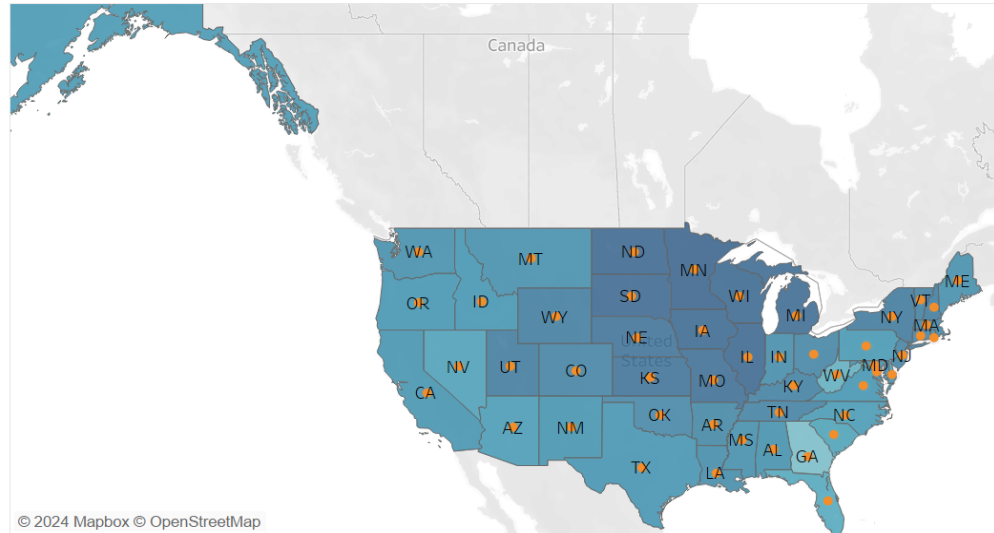 Canada
WA
MT
ND
MN
ME
OR
ID
SD
WI
MI
VT
NY
MA
WY
NE
IA
United
States
NV
UT
CO
KS
IL
IN
NJ
MD
WV
CA
MO
KY
AZ
NM
OK
AR
TN
NC
MS
AL
GA
TX
LA
© 2024 Mapbox © OpenStreetMap